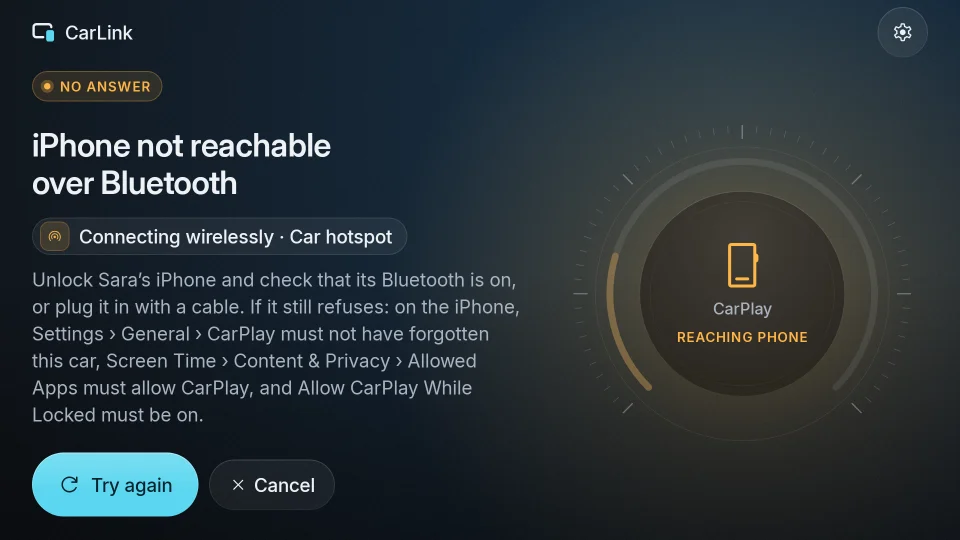 CarLink
NO ANSWER
iPhone not reachable
over Bluetooth
Connecting wirelessly · Car hotspot
Unlock Sara’s iPhone and check that its Bluetooth is on,
or plug it in with a cable. If it still refuses: on the iPhone,
Settings › General › CarPlay must not have forgotten
this car, Screen Time › Content & Privacy › Allowed
Apps must allow CarPlay, and Allow CarPlay While
Locked must be on.
Try again
Cancel
CarPlay
REACHING PHONE